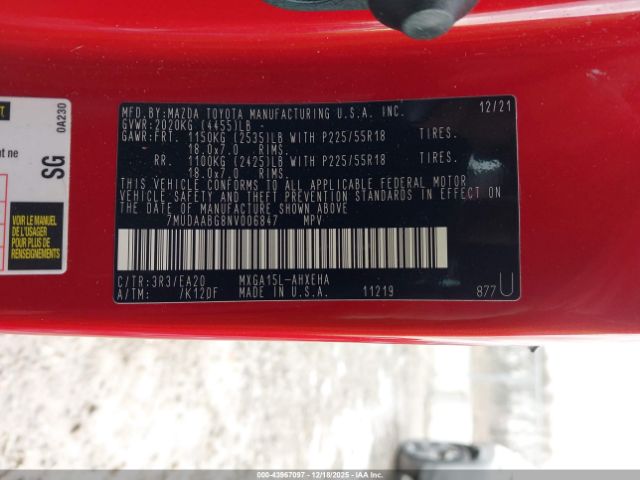 MFD.BY:MAZDA TOYOTA MANUFACTURING U.S.A. INC. 12/21
GVWR:2020KG (4455)LB
GAWR:FRT. 1150KG (2535)LB WITH P225/55R18 TIRES.
18.0x7.0 RIMS.
RR. 1100KG (2425)LB WITH P225/55R18 TIRES.
18.0x7.0 RIMS.
THIS VEHICLE CONFORMS TO ALL APPLICABLE FEDERAL MOTOR
VEHICLE SAFETY AND THEFT PREVENTION STANDARDS IN EFFECT ON
THE DATE OF MANUFACTURE SHOWN ABOVE.
7MUDAABG8NV006847 MPV
C/TR:3R3/EA20 MXGA15L-AHXEHA
A/TM: /K120F MADE IN U.S.A. 11219 877U
0A230
SG
t ne
MANUEL
DE L'USAGER
POUR PLUS DE
RENSEIGNEMENTS
000-43967097 - 12/18/2025 - IAA Inc.